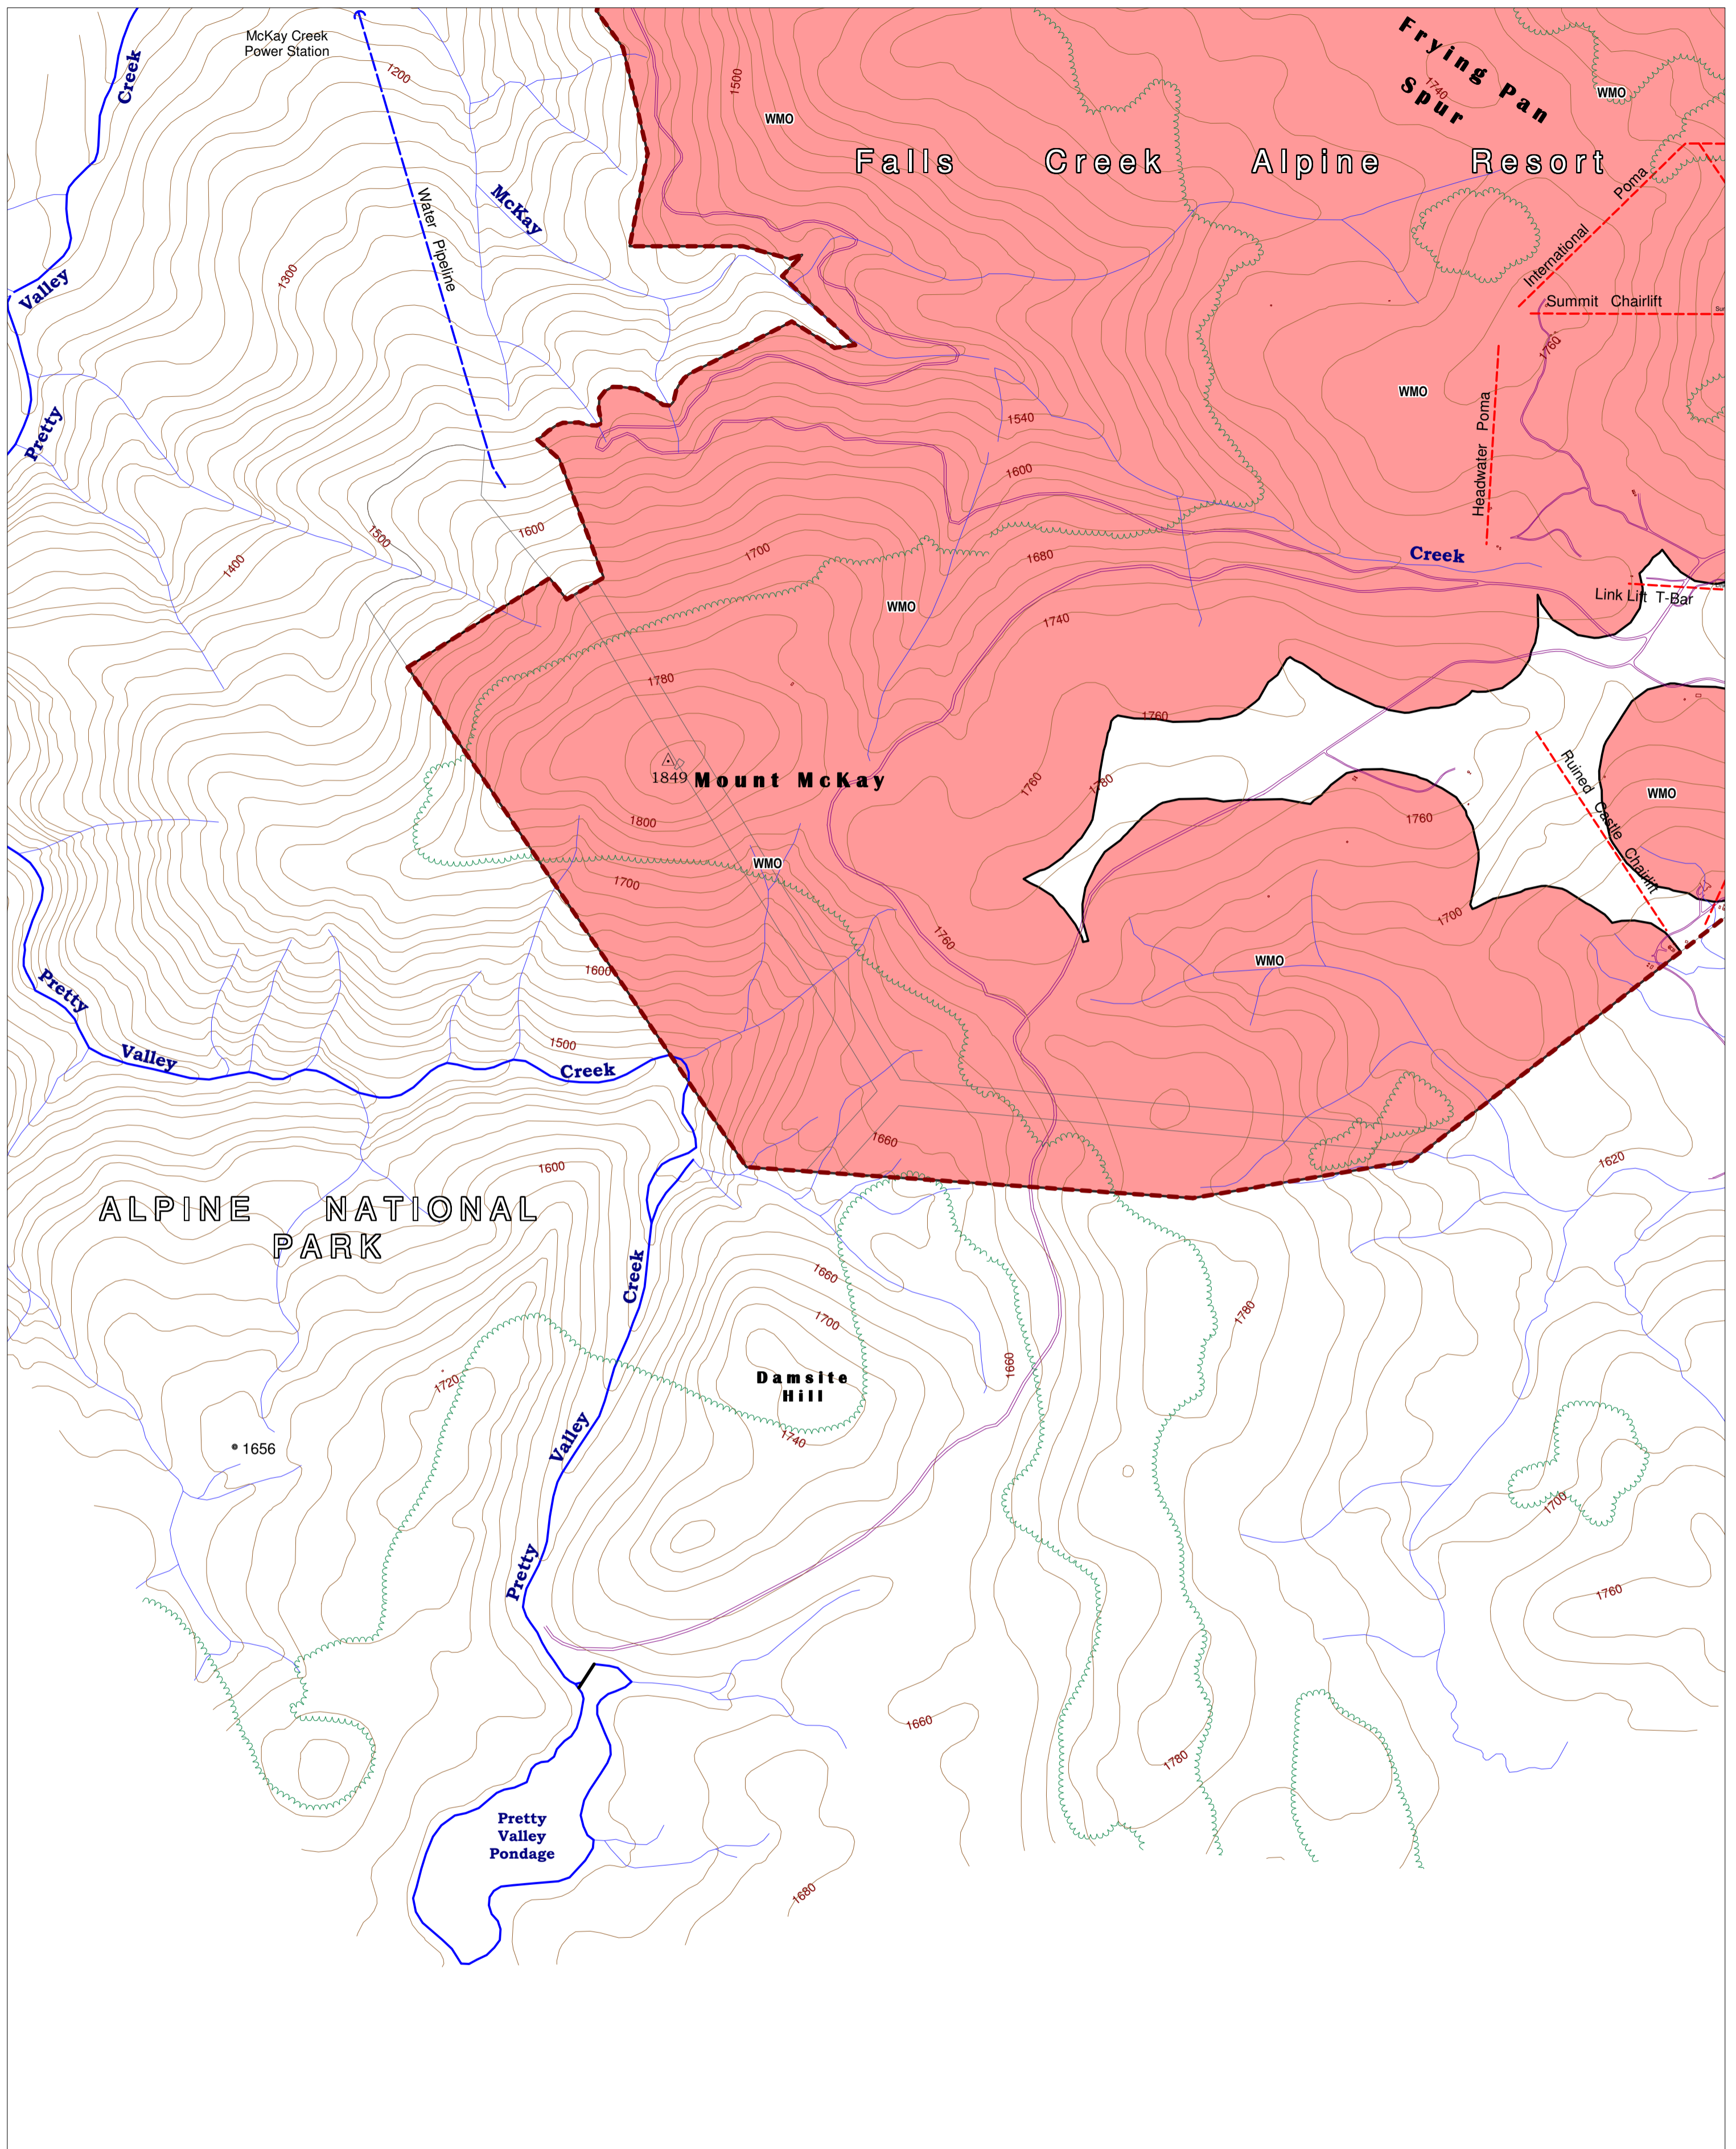 McKay Creek
Power Station
Creek
1200
1500
WMO
Frying Pan
Spur
1740
WMO
Falls Creek Alpine Resort
McKay
Water Pipeline
Poma
International
Valley
1300
Summit Chairlift
1760
WMO
Headwater Poma
Pretty
1540
1600
1500
1600
1400
1700
1680
Creek
WMO
Link Lift T-Bar
1740
1780
1760
1849
Mount McKay
1760
1780
Ruined Castle Chairlift
WMO
1800
1760
WMO
1700
1700
1760
WMO
1600
Pretty
Valley
1500
Creek
1660
1600
1620
ALPINE NATIONAL
PARK
Creek
1660
1700
1780
1660
Damsite
Hill
1720
1740
Valley
1656
1700
Pretty
1760
1660
1780
Pretty
Valley
Pondage
1680